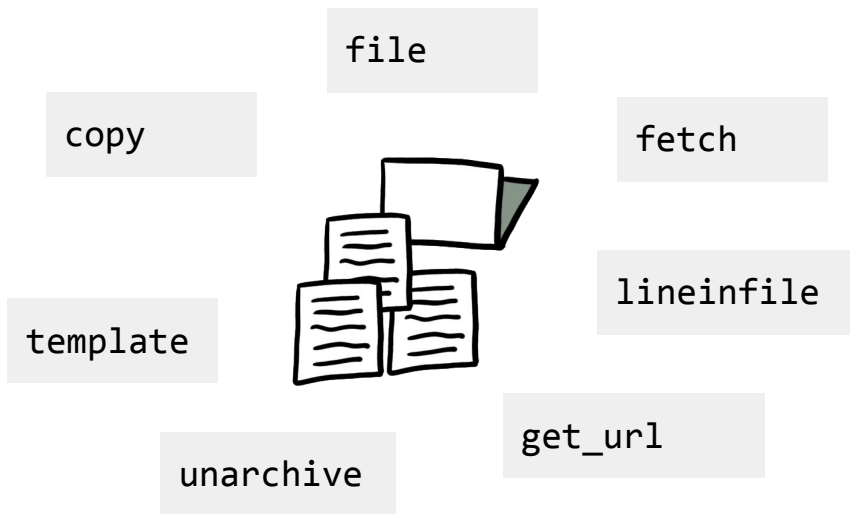 file
copy
fetch
lineinfile
template
get_url
unarchive